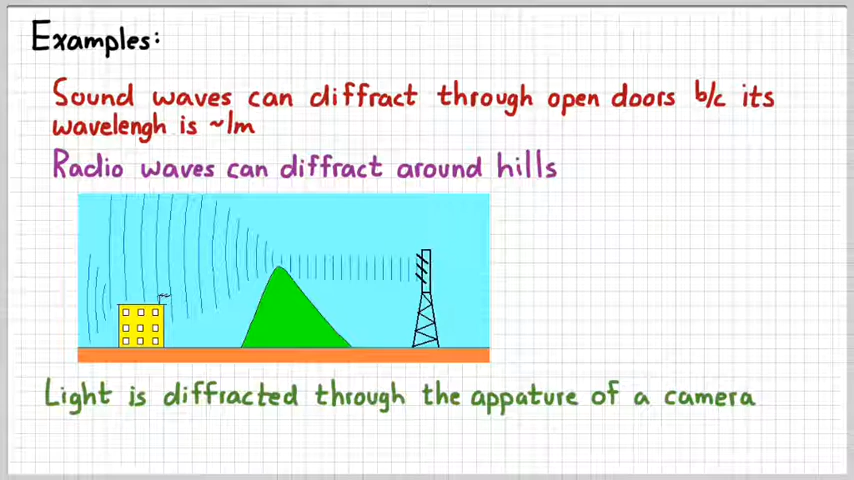 Examples:
Sound waves can diffract through open doors b/c its
wavelengh is ~1m
Radio waves can diffract around hills
Light is diffracted through the appature of a camera